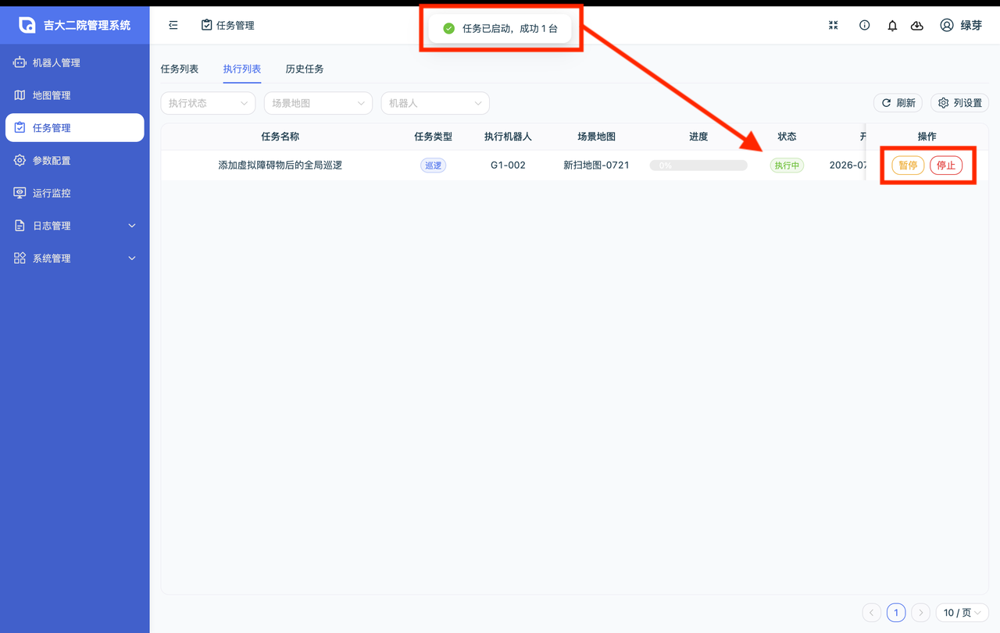 吉大二院管理系统
任务管理
任务已启动，成功 1 台
绿芽
机器人管理
地图管理
任务管理
参数配置
运行监控
日志管理
系统管理
任务列表 执行列表 历史任务
执行状态 场景地图 机器人 刷新 列设置
任务名称 任务类型 执行机器人 场景地图 进度 状态 操作
添加虚拟障碍物后的全局巡逻 巡逻 G1-002 新扫地图-0721 0% 执行中 2026-07 暂停 停止
1 10 / 页